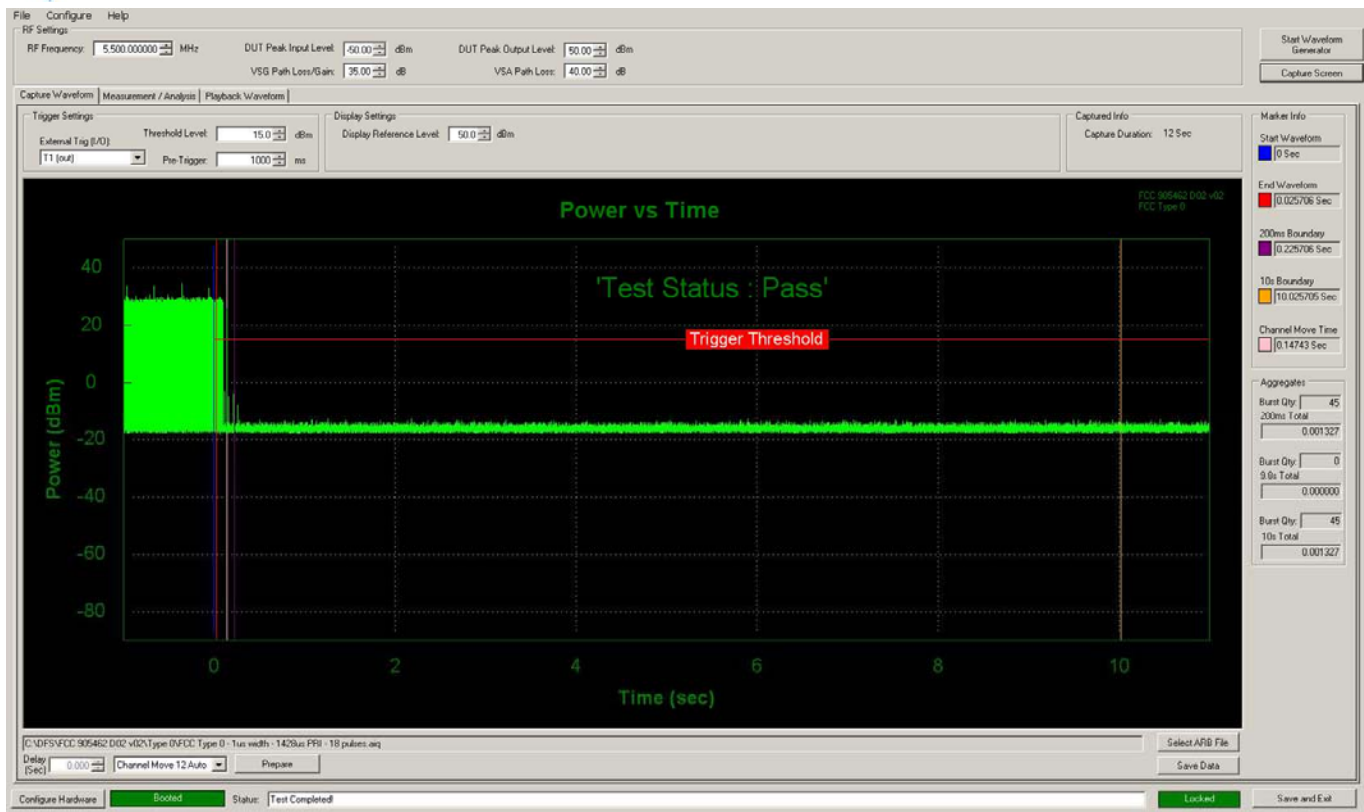 File Configure Help
RF Settings
RF Frequency: 5,500.000000 MHz DUT Peak Input Level: -50.00 dBm DUT Peak Output Level: 50.00 dBm
VSG Path Loss/Gain: 35.00 dB VSA Path Loss: 40.00 dB
Start Waveform Generator
Capture Screen
Capture Waveform Measurement / Analysis Playback Waveform
Trigger Settings
External Trig (I/O):
T1 (out)
Threshold Level: 15.0 dBm
Pre-Trigger: 1000 ms
Display Settings
Display Reference Level: 50.0 dBm
Captured Info
Capture Duration: 12 Sec
Marker Info
Start Waveform
0 Sec
End Waveform
0.025706 Sec
200ms Boundary
0.225706 Sec
10s Boundary
10.025705 Sec
Channel Move Time
0.14743 Sec
Aggregates
Burst Qty: 45
200ms Total
0.001327
Burst Qty: 0
9.8s Total
0.000000
Burst Qty: 45
10s Total
0.001327
Power vs Time
FCC 905462 D02 v02
FCC Type 0
'Test Status : Pass'
Trigger Threshold
Power (dBm)
40
20
0
-20
-40
-60
-80
0 2 4 6 8 10
Time (sec)
C:\DFS\FCC 905462 D02 v02\Type 0\FCC Type 0 - 1us width - 1428us PRI - 18 pulses.aiq
Select ARB File
Delay (Sec) 0.000 Channel Move 12 Auto Prepare
Save Data
Configure Hardware Booted Status: Test Completed! Locked Save and Exit